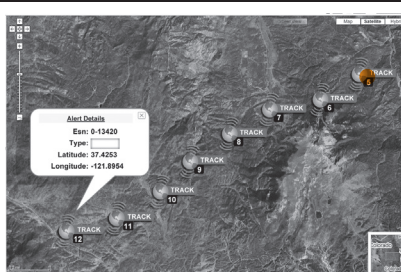 Map
Satellite
TRACK
5
6
TRACK
7
TRACK
TRACK
8
TRACK
9
TRACK
10
TRACK
11
TRACK
12
Alert Details
Esn: 0-13420
Type:
Latitude: 37.4253
Longitude: -121.8954